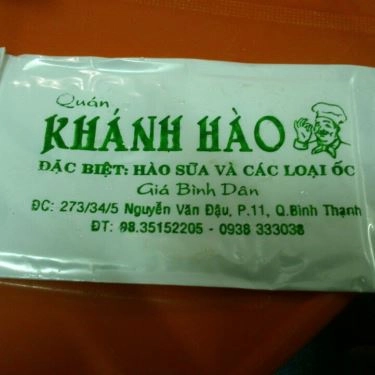 Quán
KHÁNH HÀO
ĐẶC BIỆT: HÀO SỮA VÀ CÁC LOẠI ỐC
Giá Bình Dân
ĐC: 273/34/5 Nguyễn Văn Đậu, P.11, Q.Bình Thạnh
ĐT: 08.35152205 - 0938 333038